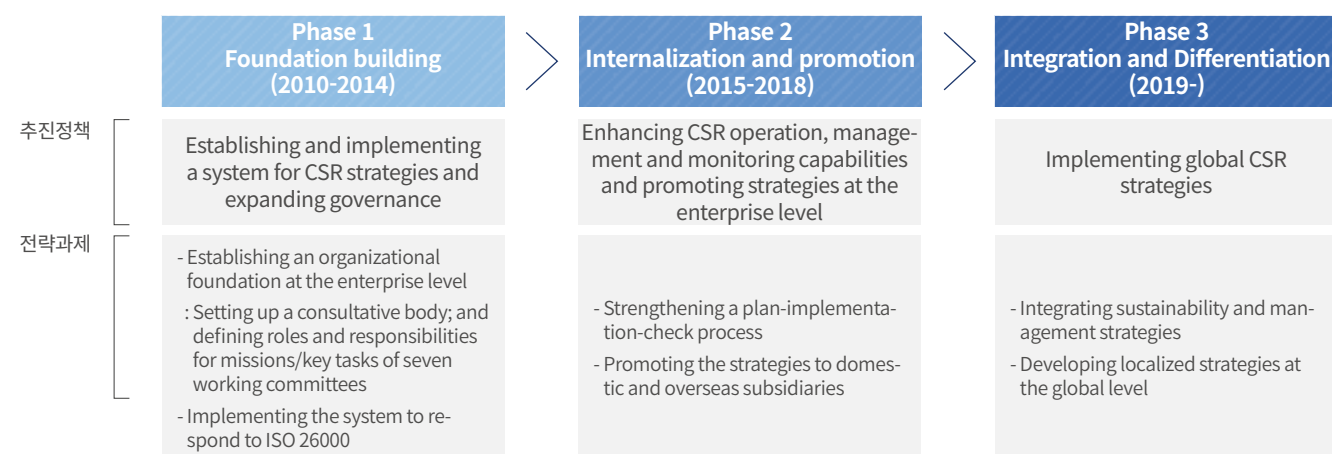 Phase 1
Foundation building
(2010-2014)
Phase 2
Internalization and promotion
(2015-2018)
Phase 3
Integration and Differentiation
(2019-)
추진정책
Establishing and implementing
a system for CSR strategies and
expanding governance
Enhancing CSR operation, manage-
ment and monitoring capabilities
and promoting strategies at the
enterprise level
Implementing global CSR
strategies
전략과제
- Establishing an organizational
foundation at the enterprise level
: Setting up a consultative body; and
defining roles and responsibilities
for missions/key tasks of seven
working committees
- Implementing the system to re-
spond to ISO 26000
- Strengthening a plan-implementa-
tion-check process
- Promoting the strategies to domes-
tic and overseas subsidiaries
- Integrating sustainability and man-
agement strategies
- Developing localized strategies at
the global level